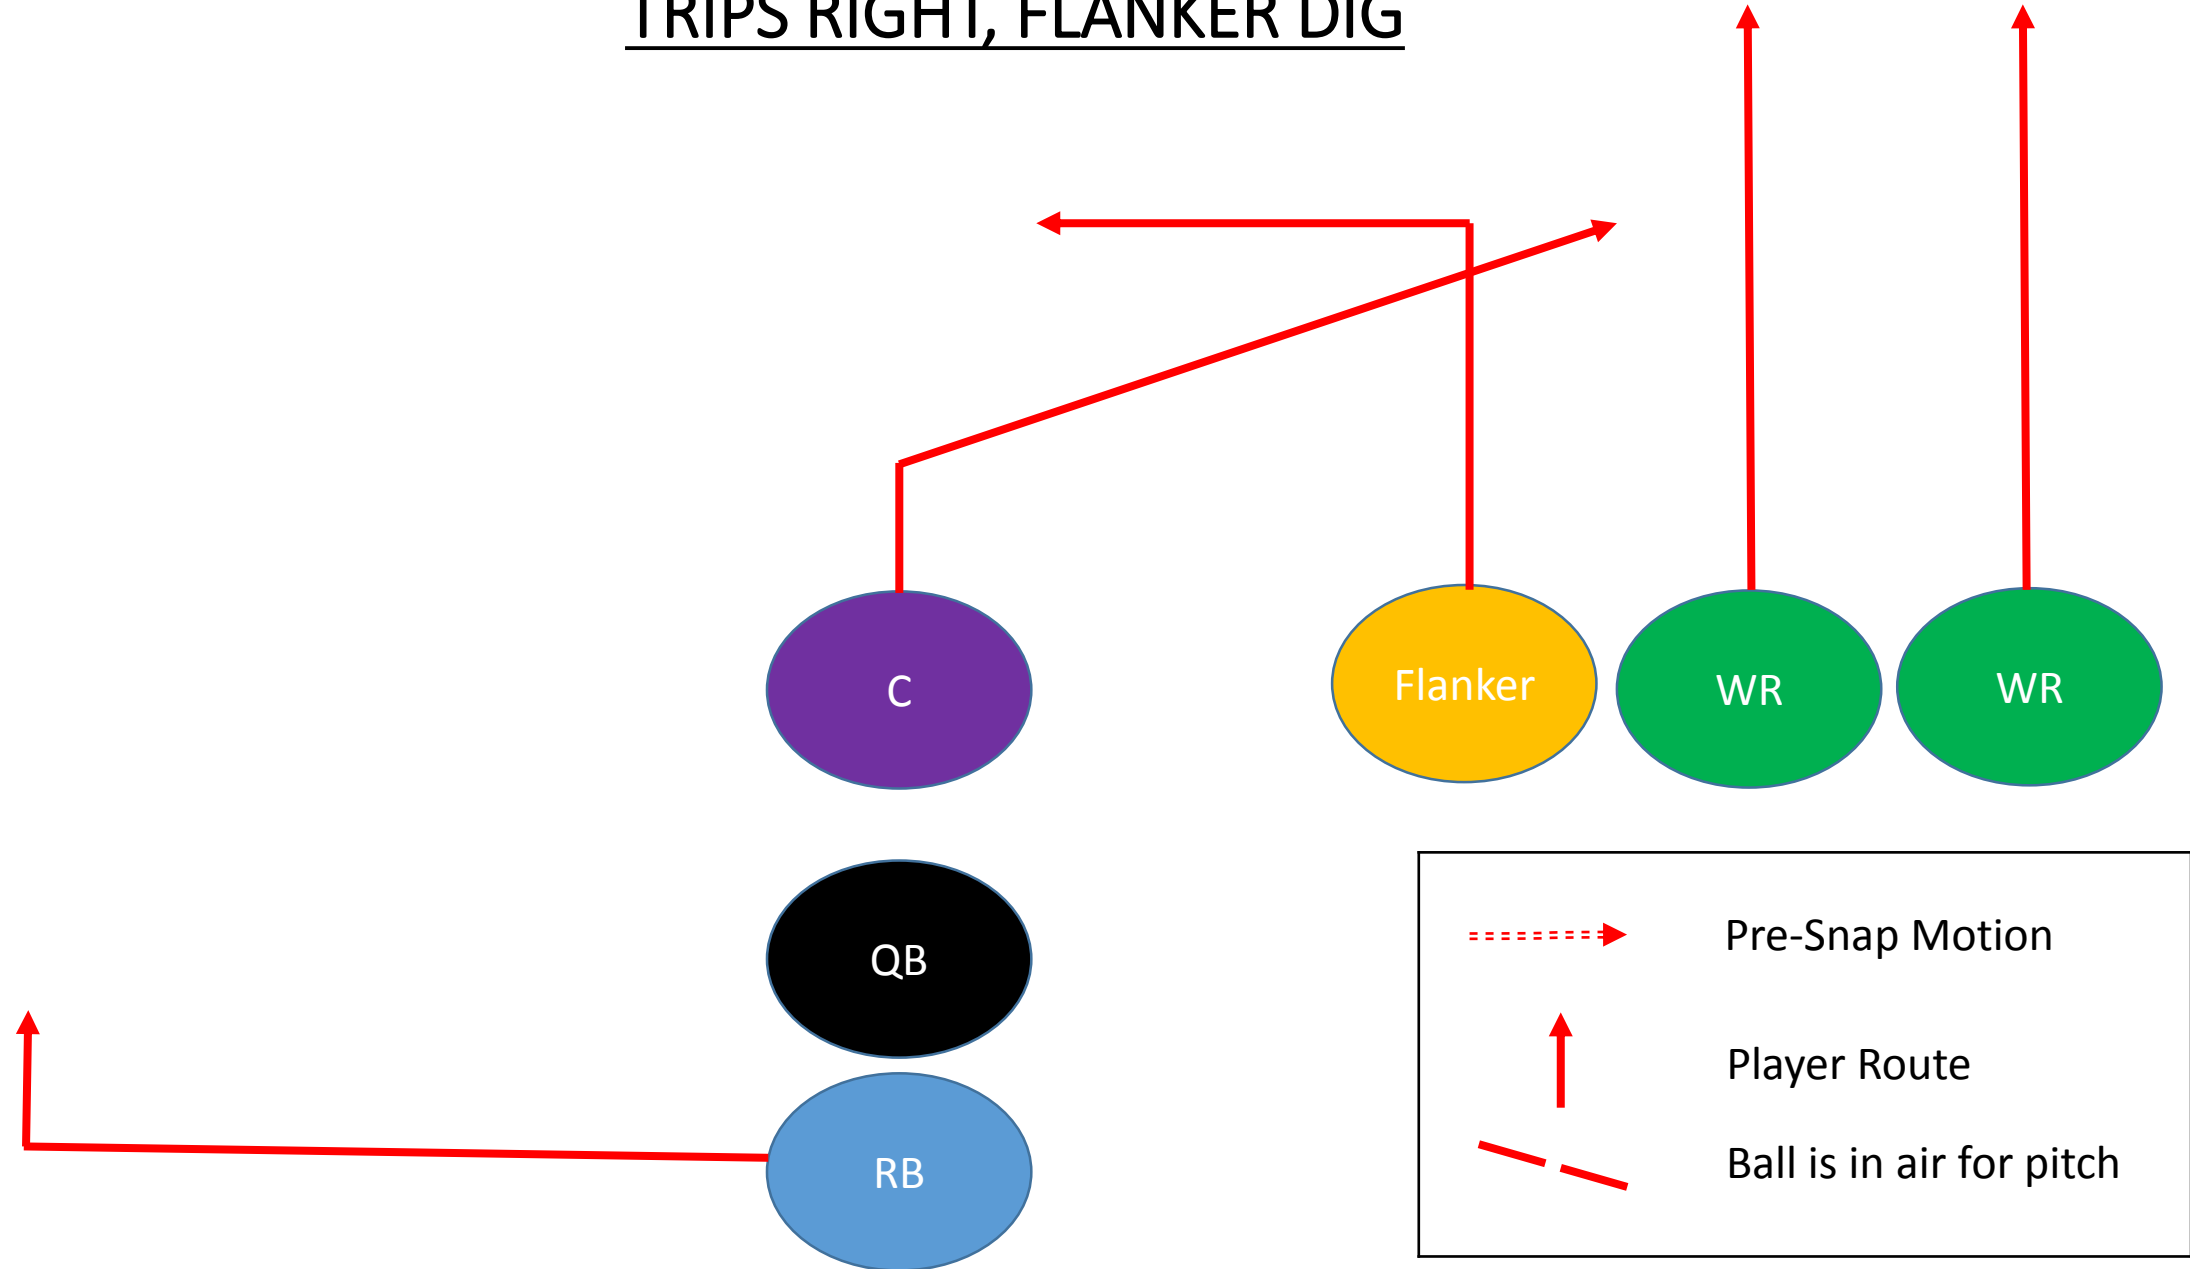 TRIPS RIGHT, FLANKER DIG
C
Flanker
WR
WR
QB
RB
Pre-Snap Motion
Player Route
Ball is in air for pitch